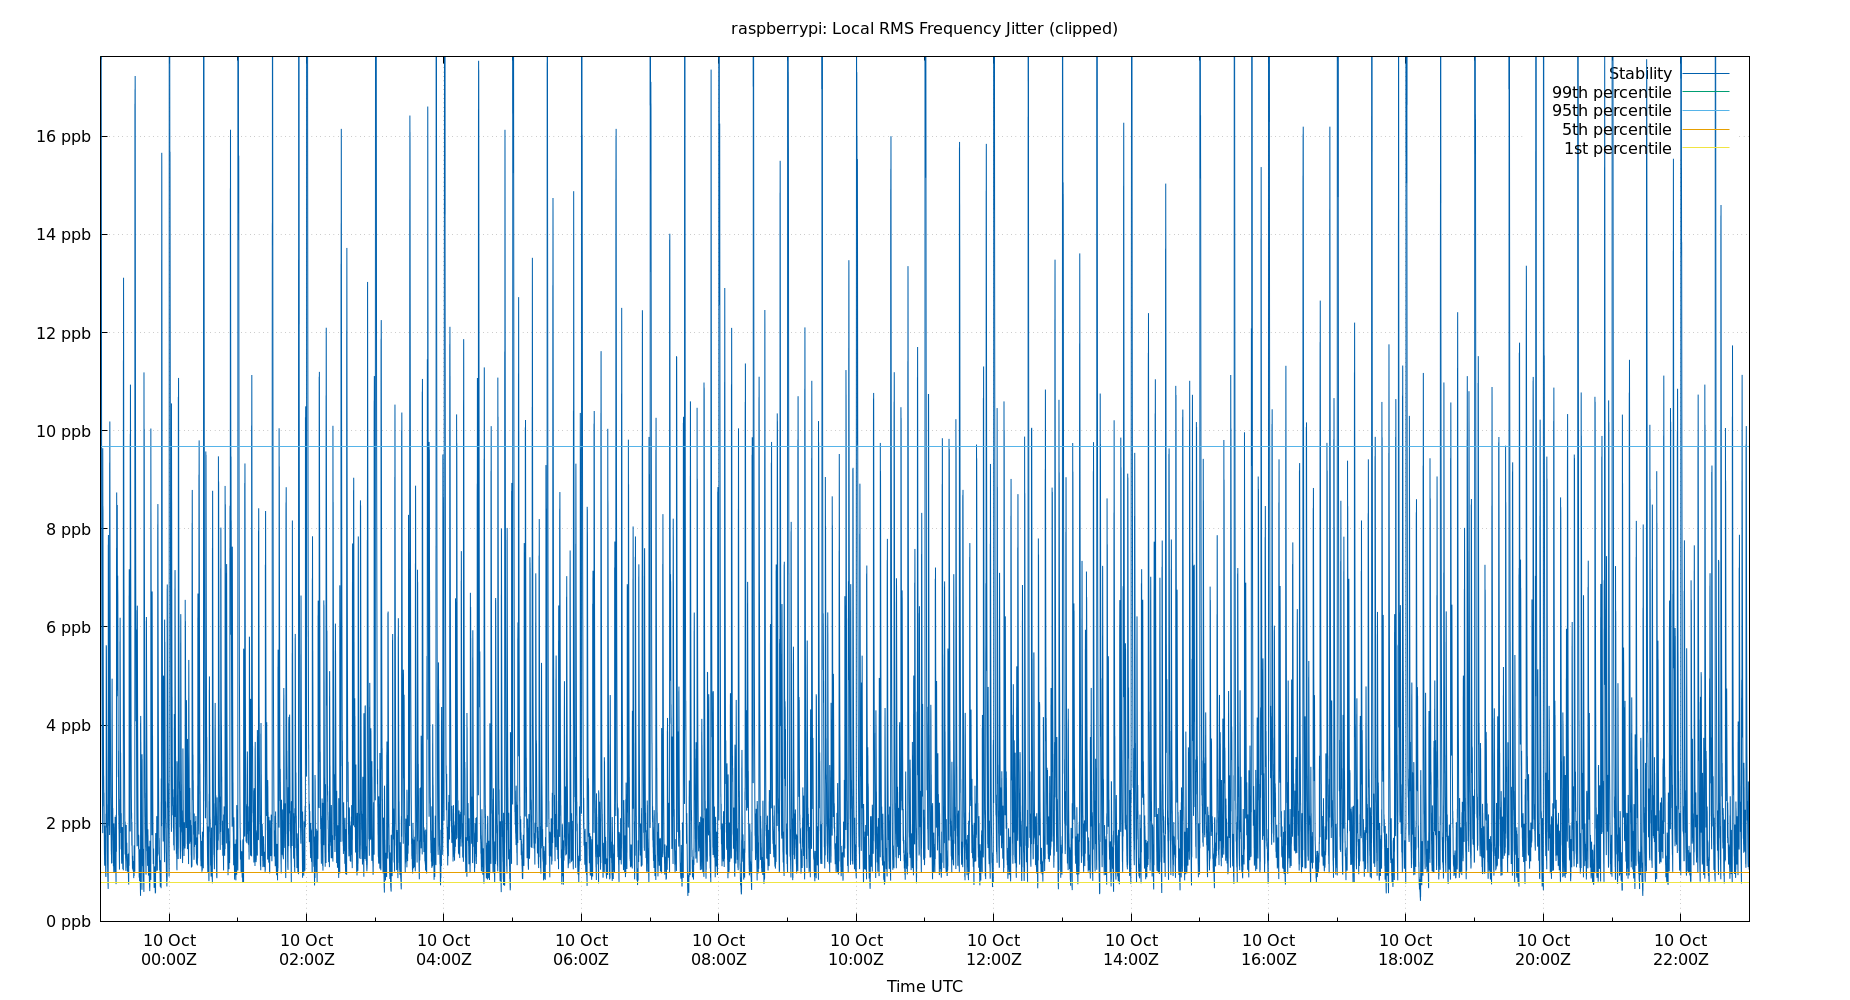 raspberrypi: Local RMS Frequency Jitter (clipped)
Stability
99th percentile
95th percentile
5th percentile
1st percentile
16 ppb
14 ppb
12 ppb
10 ppb
8 ppb
6 ppb
4 ppb
2 ppb
0 ppb
10 Oct 10 Oct 10 Oct 10 Oct 10 Oct 10 Oct 10 Oct 10 Oct 10 Oct 10 Oct 10 Oct 10 Oct
00:00Z 02:00Z 04:00Z 06:00Z 08:00Z 10:00Z 12:00Z 14:00Z 16:00Z 18:00Z 20:00Z 22:00Z
Time UTC